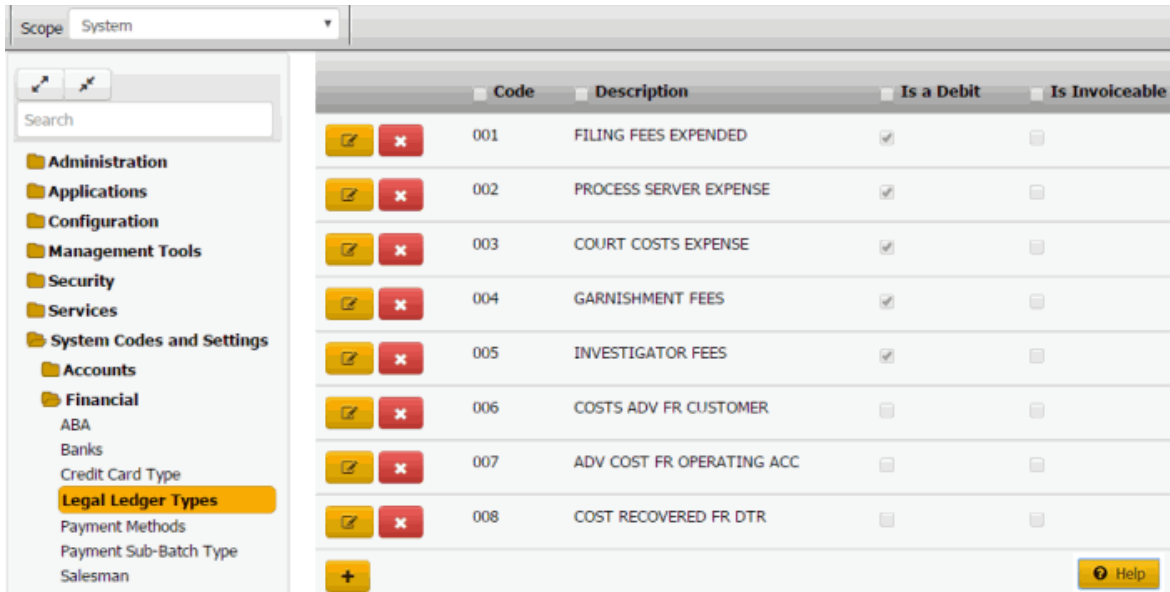 Scope System
Search
Administration
Applications
Configuration
Management Tools
Security
Services
System Codes and Settings
Accounts
Financial
ABA
Banks
Credit Card Type
Legal Ledger Types
Payment Methods
Payment Sub-Batch Type
Salesman
Code Description Is a Debit Is Invoiceable
001 FILING FEES EXPENDED
002 PROCESS SERVER EXPENSE
003 COURT COSTS EXPENSE
004 GARNISHMENT FEES
005 INVESTIGATOR FEES
006 COSTS ADV FR CUSTOMER
007 ADV COST FR OPERATING ACC
008 COST RECOVERED FR DTR
Help